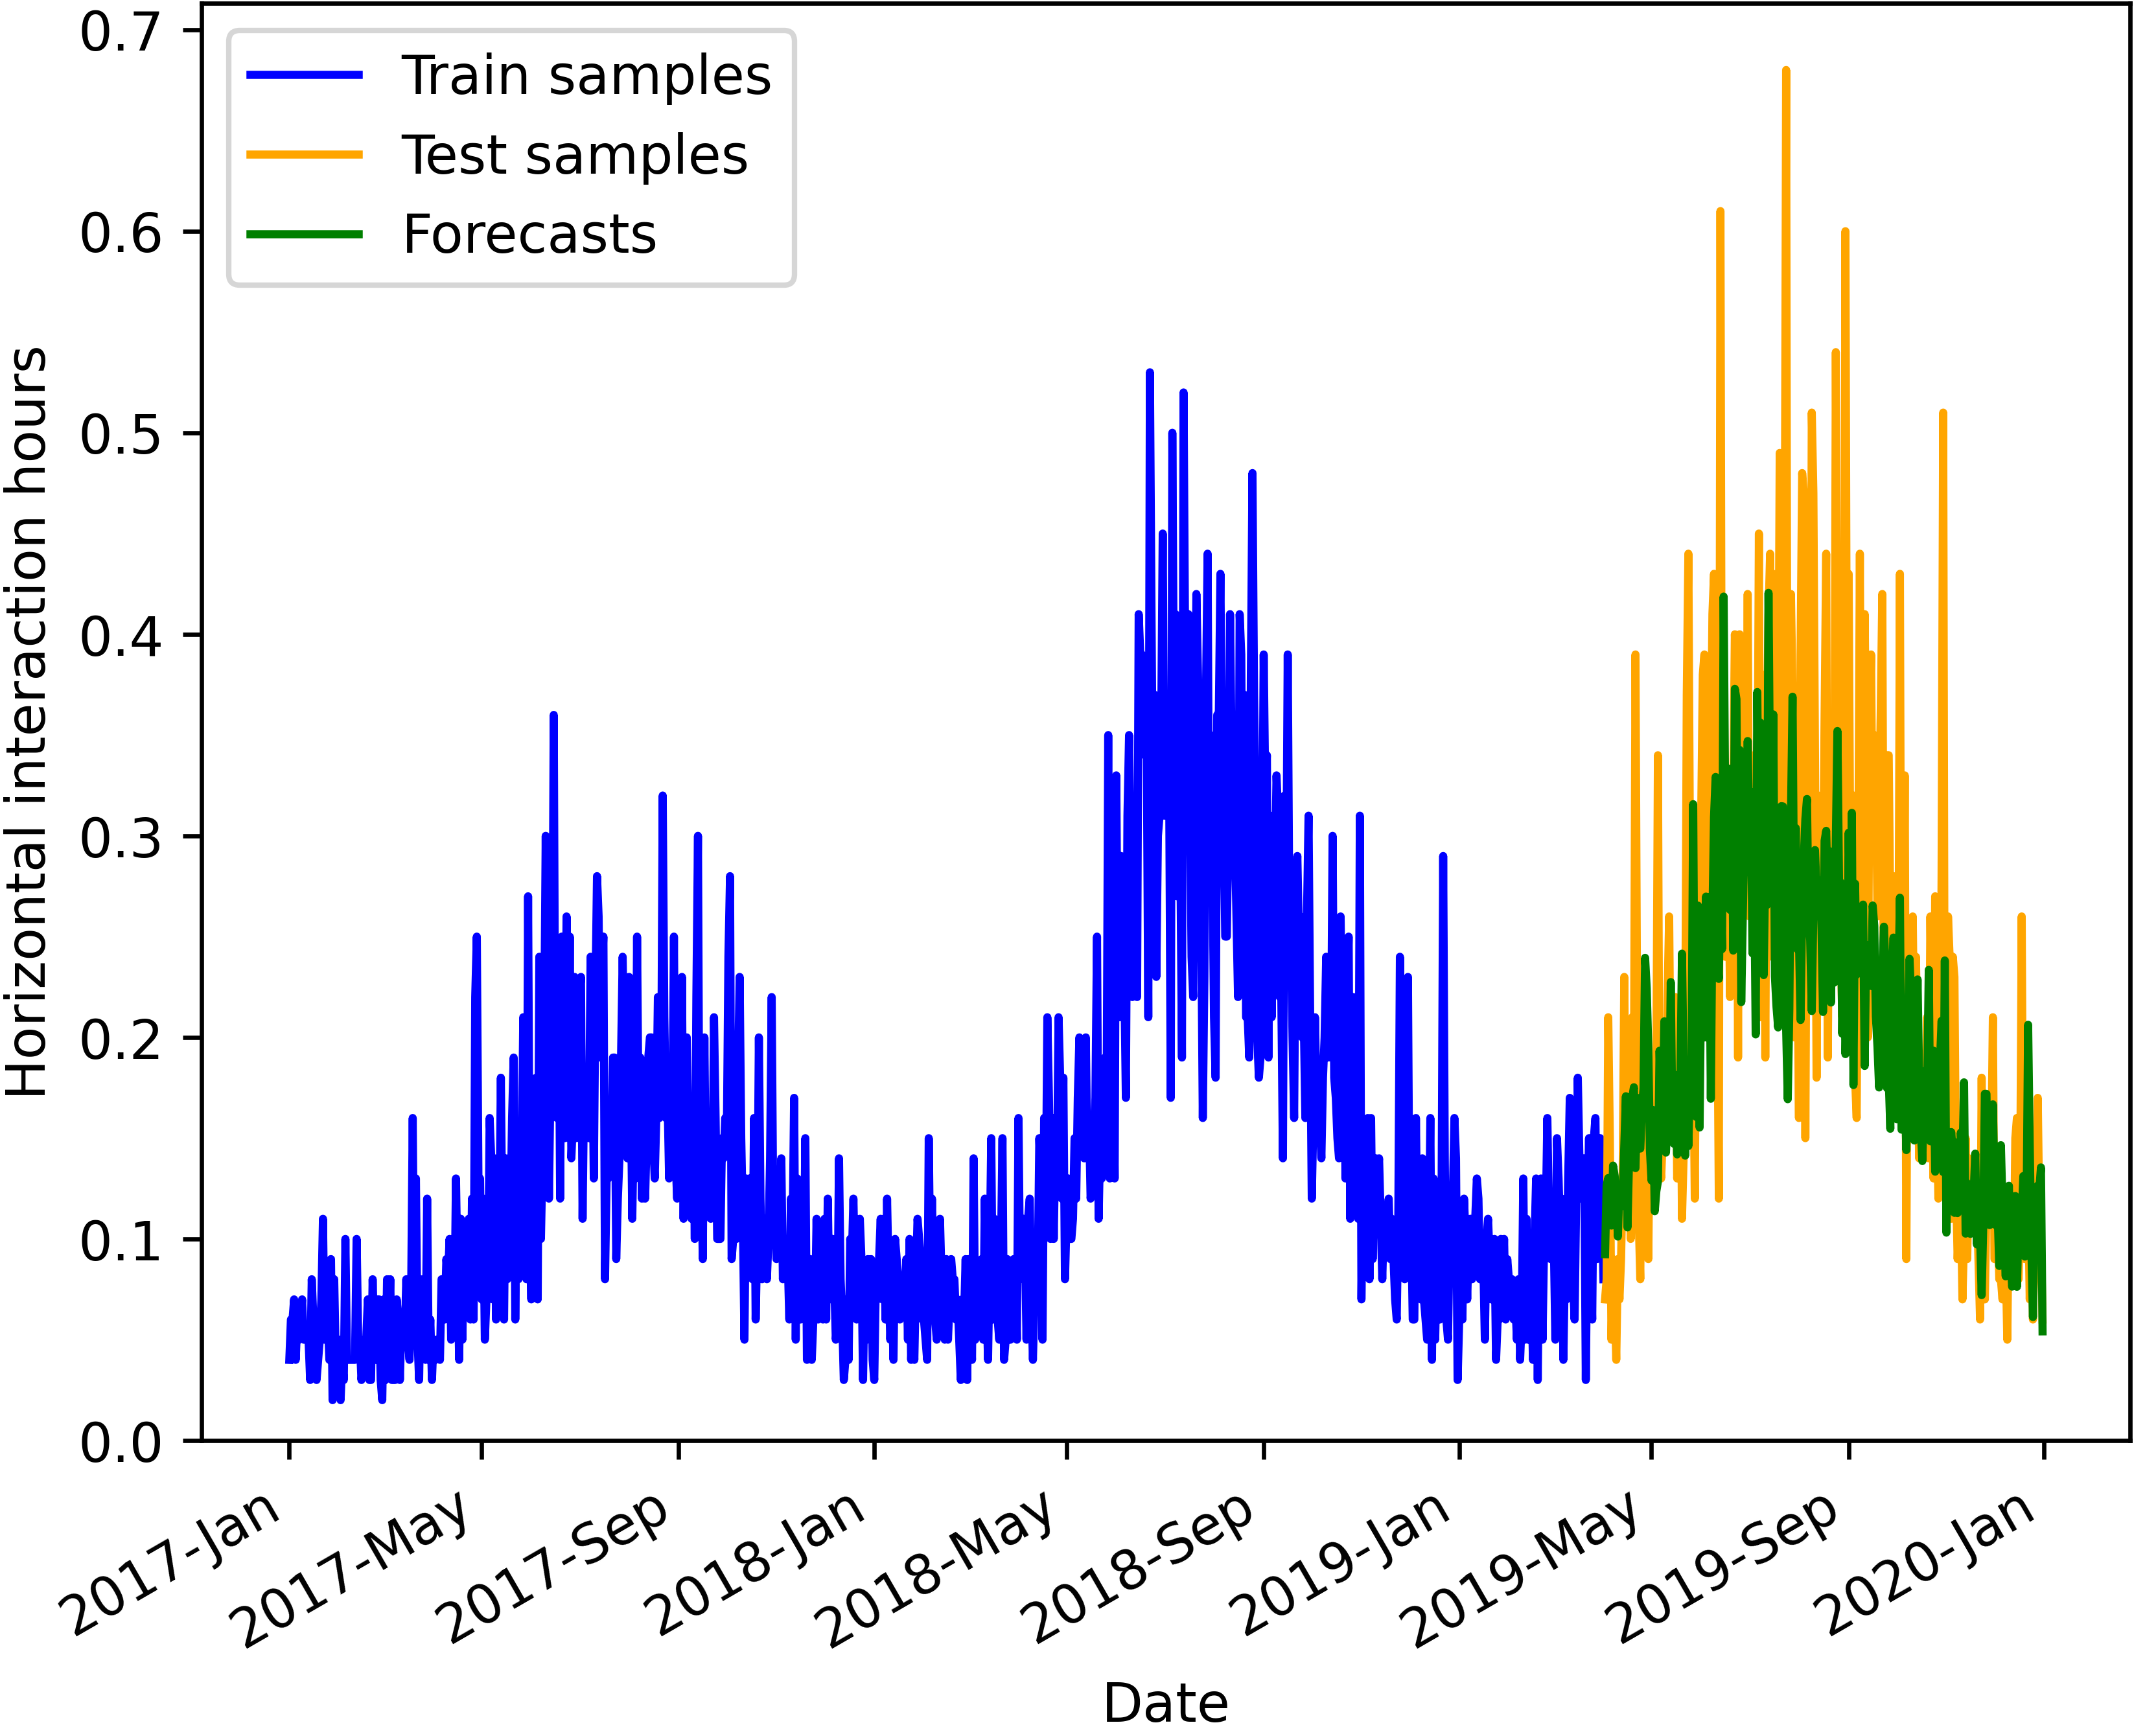 0.7
0.6
0.5
0.4
0.3
0.2
0.1
0.0
Horizontal interaction hours
Train samples
Test samples
Forecasts
2017-Jan
2017-May
2017-Sep
2018-Jan
2018-May
2018-Sep
2019-Jan
2019-May
2019-Sep
2020-Jan
Date